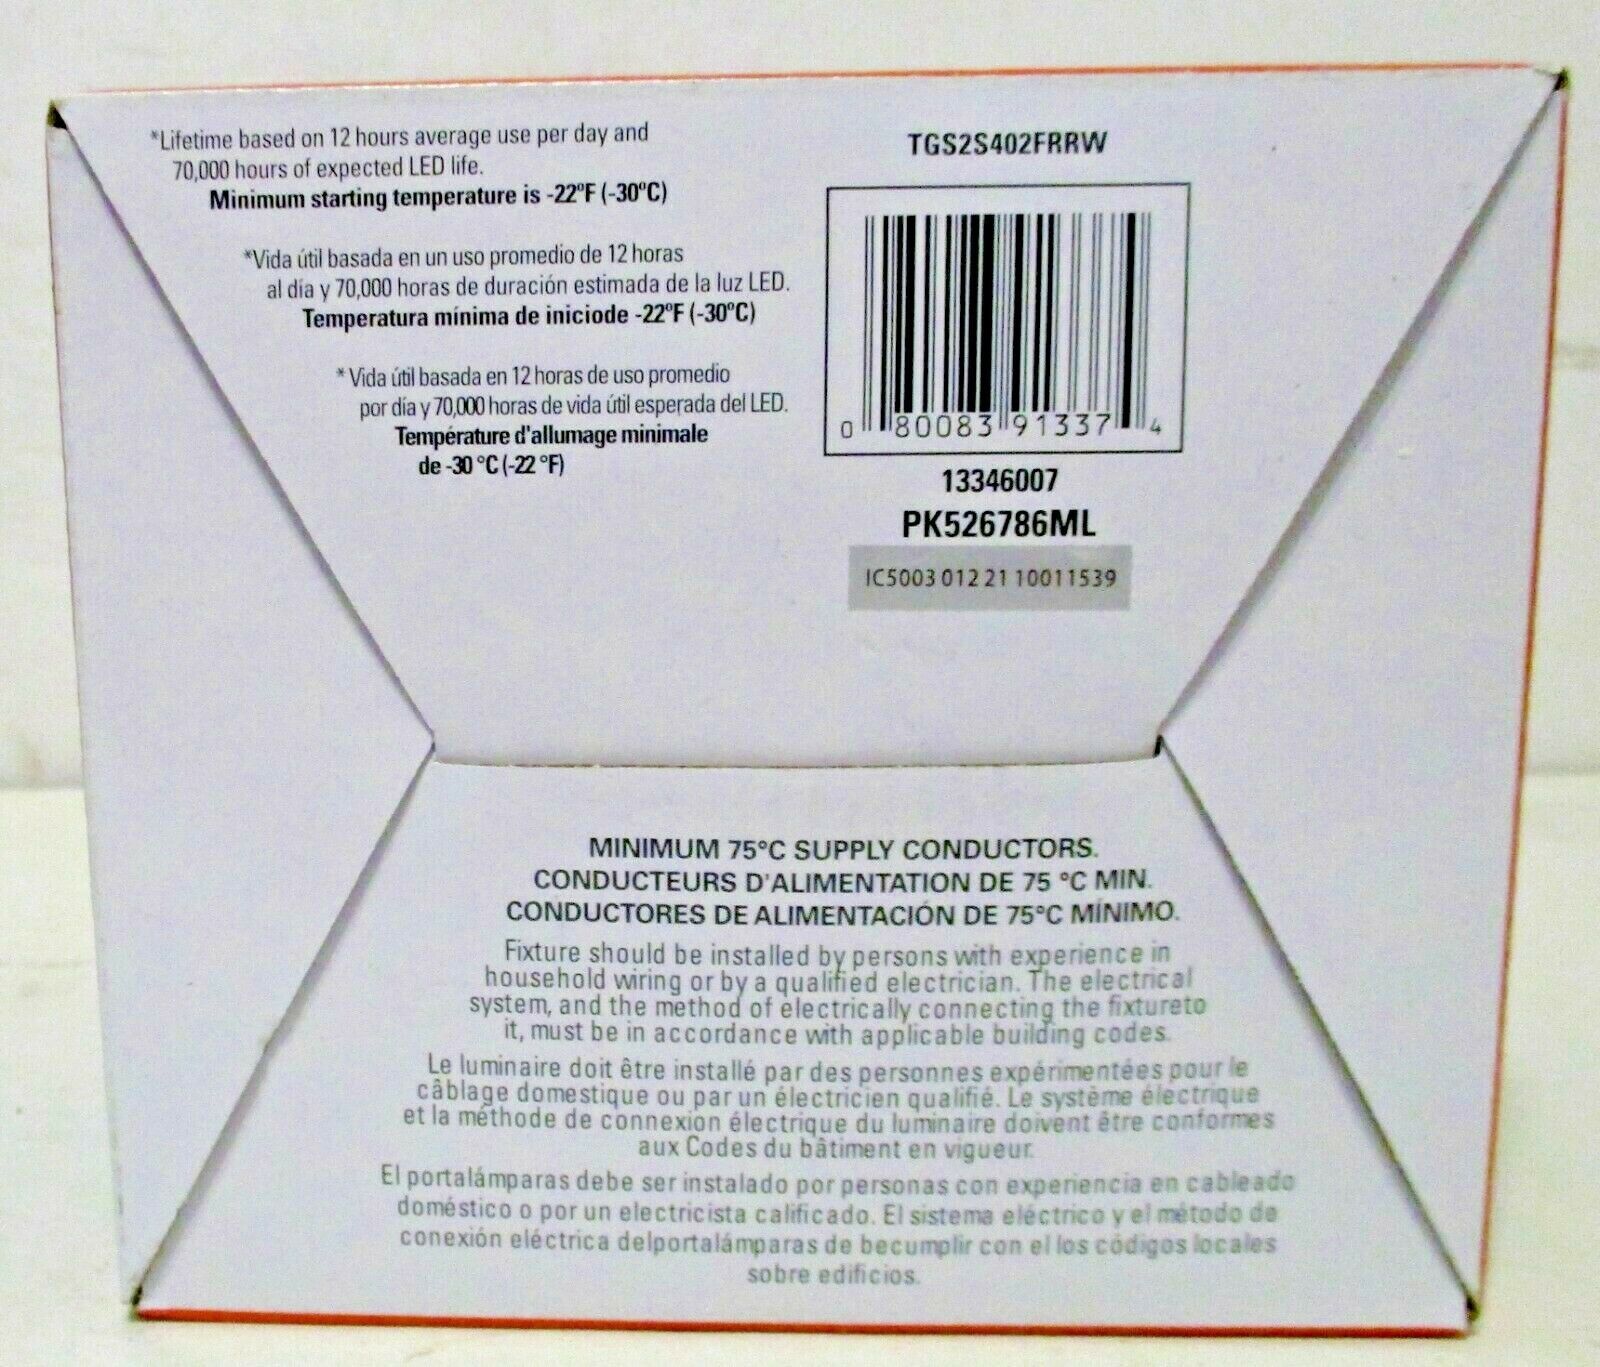 *Lifetime based on 12 hours average use per day and
70,000 hours of expected LED life.
Minimum starting temperature is -22ºF (-30ºC)
*Vida útil basada en un uso promedio de 12 horas
al día y 70,000 horas de duración estimada de la luz LED.
Temperatura mínima de iniciode -22ºF (-30ºC)
* Vida útil basada en 12 horas de uso promedio
por día y 70,000 horas de vida útil esperada del LED.
Température d'allumage minimale
de -30 °C (-22 °F)
TGS2S402FRRW
0 80083 91337 4
13346007
PK526786ML
IC5003 012 21 10011539
MINIMUM 75°C SUPPLY CONDUCTORS.
CONDUCTEURS D'ALIMENTATION DE 75 °C MIN.
CONDUCTORES DE ALIMENTACIÓN DE 75°C MÍNIMO.
Fixture should be installed by persons with experience in
household wiring or by a qualified electrician. The electrical
system, and the method of electrically connecting the fixtureto
it, must be in accordance with applicable building codes.
Le luminaire doit être installé par des personnes expérimentées pour le
câblage domestique ou par un électricien qualifié. Le système électrique
et la méthode de connexion électrique du luminaire doivent être conformes
aux Codes du bâtiment en vigueur.
El portalámparas debe ser instalado por personas con experiencia en cableado
doméstico o por un electricista calificado. El sistema eléctrico y el método de
conexión eléctrica delportalámparas de becumplir con el los códigos locales
sobre edificios.